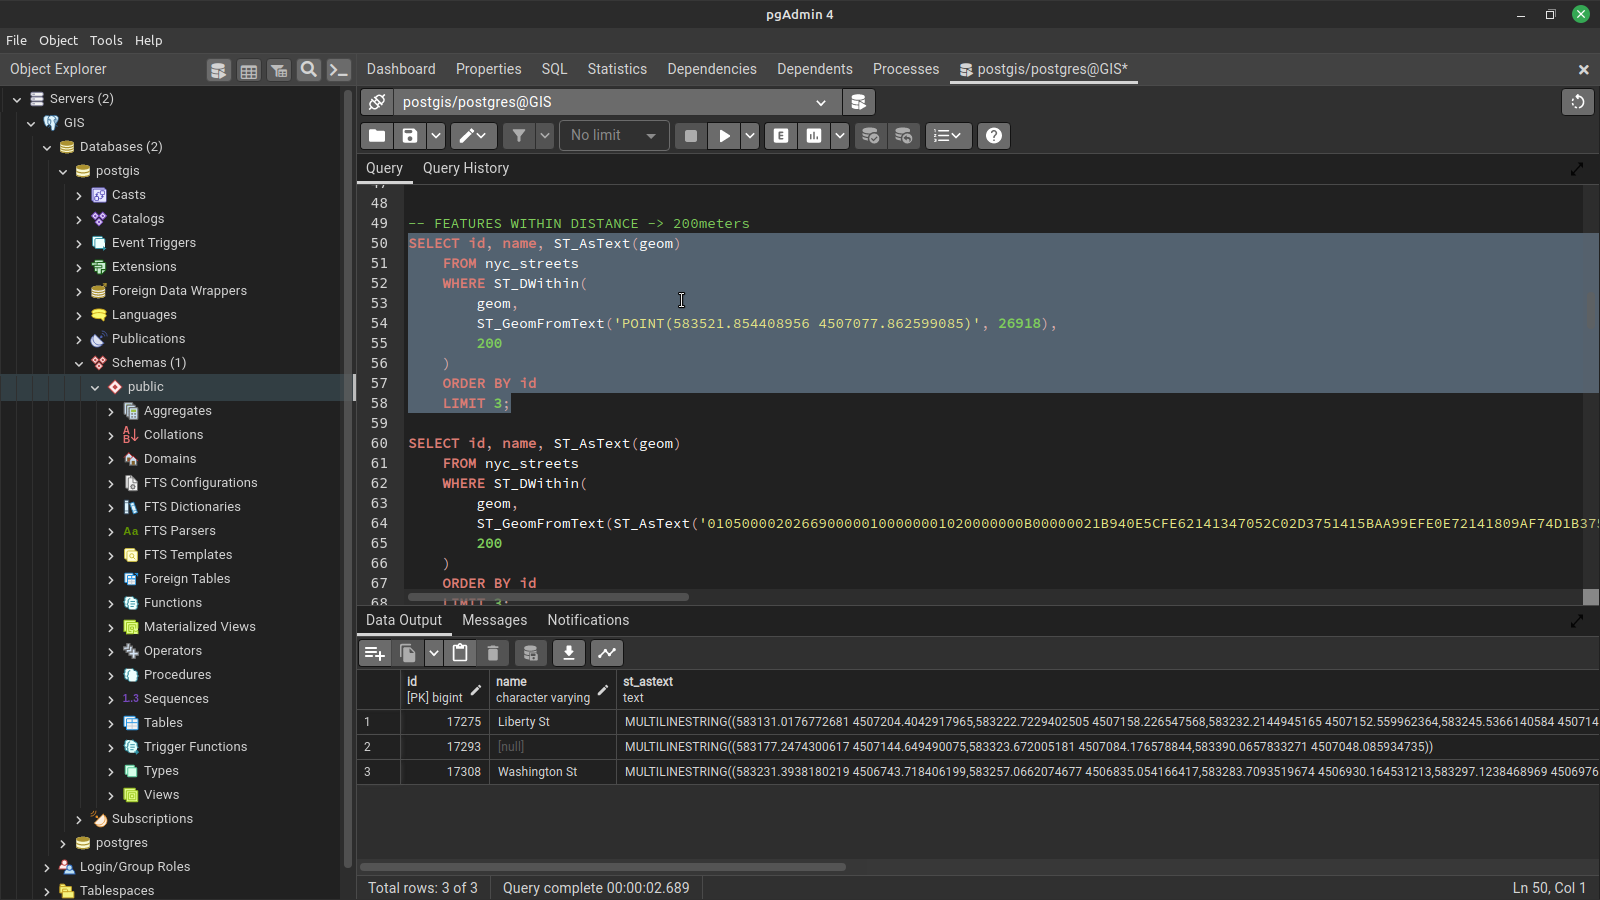 pgAdmin 4
File Object Tools Help
Object Explorer
Dashboard Properties SQL Statistics Dependencies Dependents Processes postgis/postgres@GIS*
Servers (2)
GIS
Databases (2)
postgis
Casts
Catalogs
Event Triggers
Extensions
Foreign Data Wrappers
Languages
Publications
Schemas (1)
public
Aggregates
Collations
Domains
FTS Configurations
FTS Dictionaries
Aa FTS Parsers
FTS Templates
Foreign Tables
Functions
Materialized Views
Operators
Procedures
1.3 Sequences
Tables
Trigger Functions
Types
Views
Subscriptions
postgres
Login/Group Roles
Tablespaces
postgis/postgres@GIS
No limit E
Query Query History
47
48
49 -- FEATURES WITHIN DISTANCE -> 200meters
50 SELECT id, name, ST_AsText(geom)
51 FROM nyc_streets
52 WHERE ST_DWithin(
53 geom,
54 ST_GeomFromText('POINT(583521.854408956 4507077.862599085)', 26918),
55 200
56 )
57 ORDER BY id
58 LIMIT 3;
59
60 SELECT id, name, ST_AsText(geom)
61 FROM nyc_streets
62 WHERE ST_DWithin(
63 geom,
64 ST_GeomFromText(ST_AsText('0105000020266900000100000001020000000B00000021B940E5CFE62141347052C02D3751415BAA99EFE0E72141809AF74D1B375
65 200
66 )
67 ORDER BY id
68 LIMIT 3;
Data Output Messages Notifications
id name st_astext
[PK] bigint character varying text
1 17275 Liberty St MULTILINESTRING((583131.0176772681 4507204.4042917965,583222.7229402505 4507158.226547568,583232.2144945165 4507152.559962364,583245.5366140584 450714
2 17293 [null] MULTILINESTRING((583177.2474300617 4507144.649490075,583323.672005181 4507084.176578844,583390.0657833271 4507048.085934735))
3 17308 Washington St MULTILINESTRING((583231.3938180219 4506743.718406199,583257.0662074677 4506835.054166417,583283.7093519674 4506930.164531213,583297.1238468969 4506976
Total rows: 3 of 3 Query complete 00:00:02.689 Ln 50, Col 1